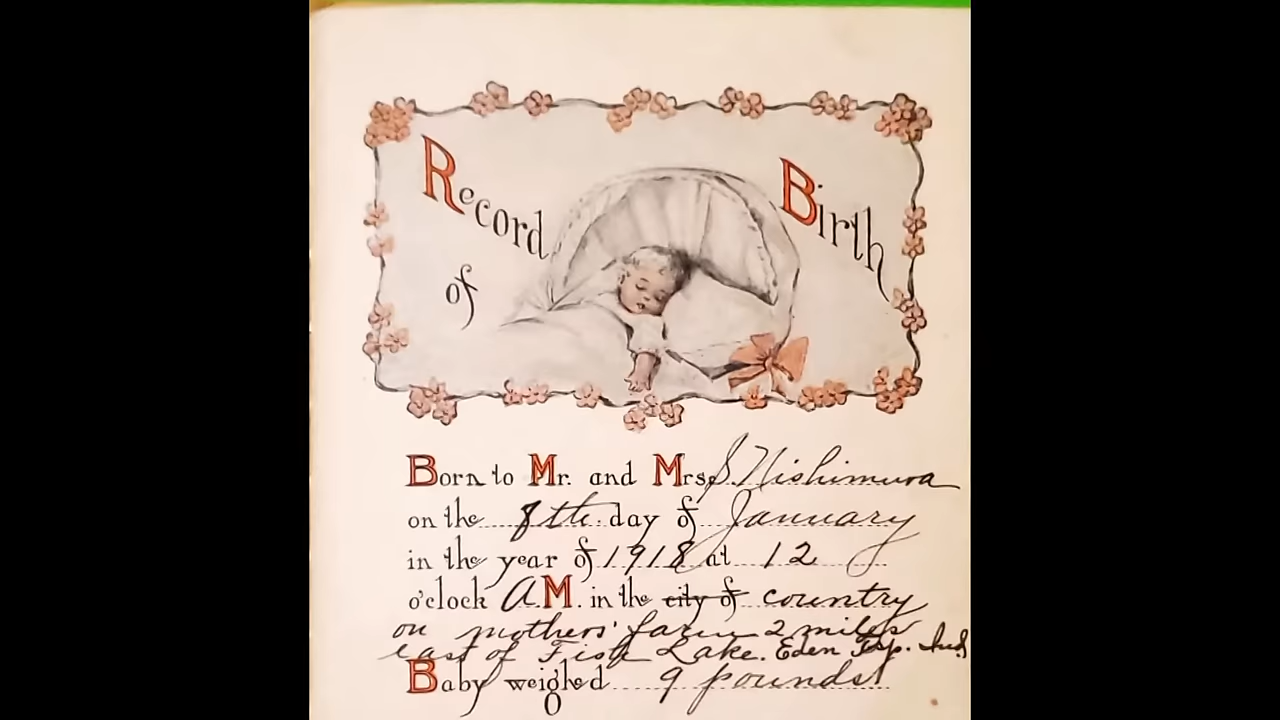 Record of Birth
Born to Mr. and Mrs. S. Nishimura
on the 8th day of January
in the year of 1918 at 12
o'clock A.M. in the city of country
on mothers' farm 2 miles
east of Fish Lake. Eden Tsp. Ind
Baby weighed 9 pounds